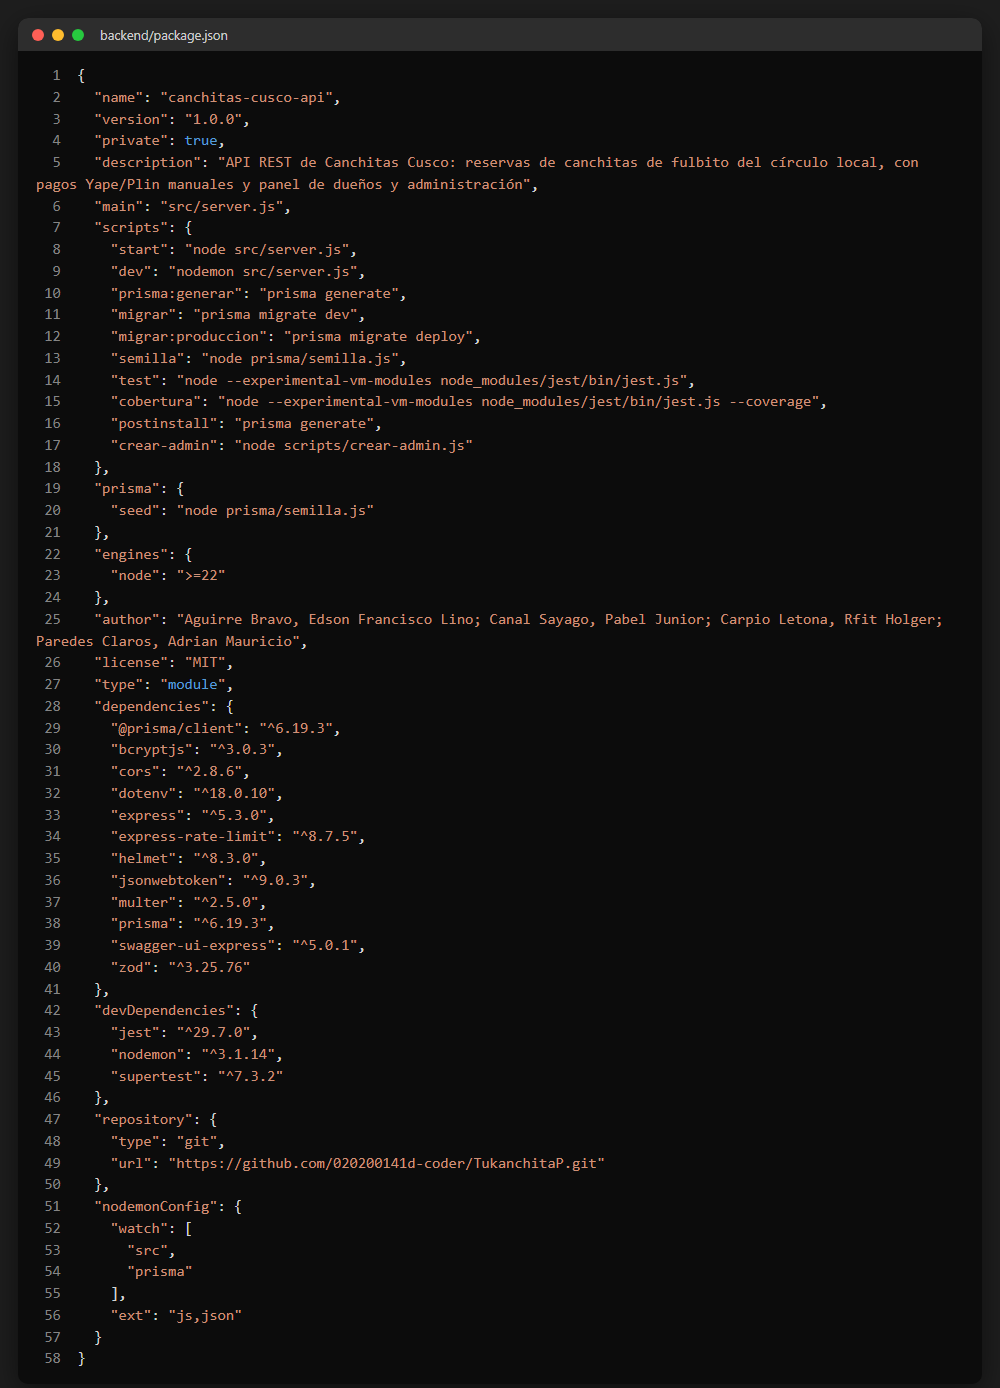 backend/package.json
1 {
2 "name": "canchitas-cusco-api",
3 "version": "1.0.0",
4 "private": true,
5 "description": "API REST de Canchitas Cusco: reservas de canchitas de fulbito del círculo local, con
pagos Yape/Plin manuales y panel de dueños y administración",
6 "main": "src/server.js",
7 "scripts": {
8 "start": "node src/server.js",
9 "dev": "nodemon src/server.js",
10 "prisma:generar": "prisma generate",
11 "migrar": "prisma migrate dev",
12 "migrar:produccion": "prisma migrate deploy",
13 "semilla": "node prisma/semilla.js",
14 "test": "node --experimental-vm-modules node_modules/jest/bin/jest.js",
15 "cobertura": "node --experimental-vm-modules node_modules/jest/bin/jest.js --coverage",
16 "postinstall": "prisma generate",
17 "crear-admin": "node scripts/crear-admin.js"
18 },
19 "prisma": {
20 "seed": "node prisma/semilla.js"
21 },
22 "engines": {
23 "node": ">=22"
24 },
25 "author": "Aguirre Bravo, Edson Francisco Lino; Canal Sayago, Pabel Junior; Carpio Letona, Rfit Holger;
Paredes Claros, Adrian Mauricio",
26 "license": "MIT",
27 "type": "module",
28 "dependencies": {
29 "@prisma/client": "^6.19.3",
30 "bcryptjs": "^3.0.3",
31 "cors": "^2.8.6",
32 "dotenv": "^18.0.10",
33 "express": "^5.3.0",
34 "express-rate-limit": "^8.7.5",
35 "helmet": "^8.3.0",
36 "jsonwebtoken": "^9.0.3",
37 "multer": "^2.5.0",
38 "prisma": "^6.19.3",
39 "swagger-ui-express": "^5.0.1",
40 "zod": "^3.25.76"
41 },
42 "devDependencies": {
43 "jest": "^29.7.0",
44 "nodemon": "^3.1.14",
45 "supertest": "^7.3.2"
46 },
47 "repository": {
48 "type": "git",
49 "url": "https://github.com/020200141d-coder/TukanchitaP.git"
50 },
51 "nodemonConfig": {
52 "watch": [
53 "src",
54 "prisma"
55 ],
56 "ext": "js,json"
57 }
58 }